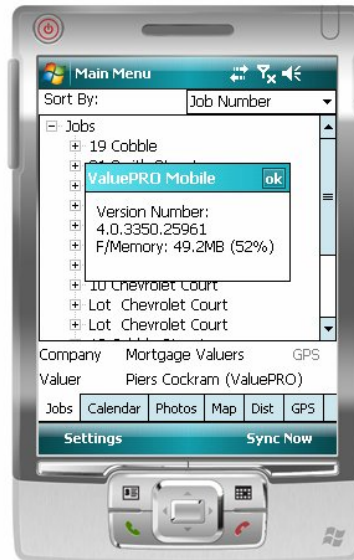 Main Menu
Sort By: Job Number
Jobs
19 Cobble
ValuePRO Mobile ok
Version Number:
4.0.3350.25961
F/Memory: 49.2MB (52%)
10 Chevrolet Court
Lot Chevrolet Court
Lot Chevrolet Court
Company Mortgage Valuers GPS
Valuer Piers Cockram (ValuePRO)
Jobs Calendar Photos Map Dist GPS
Settings Sync Now